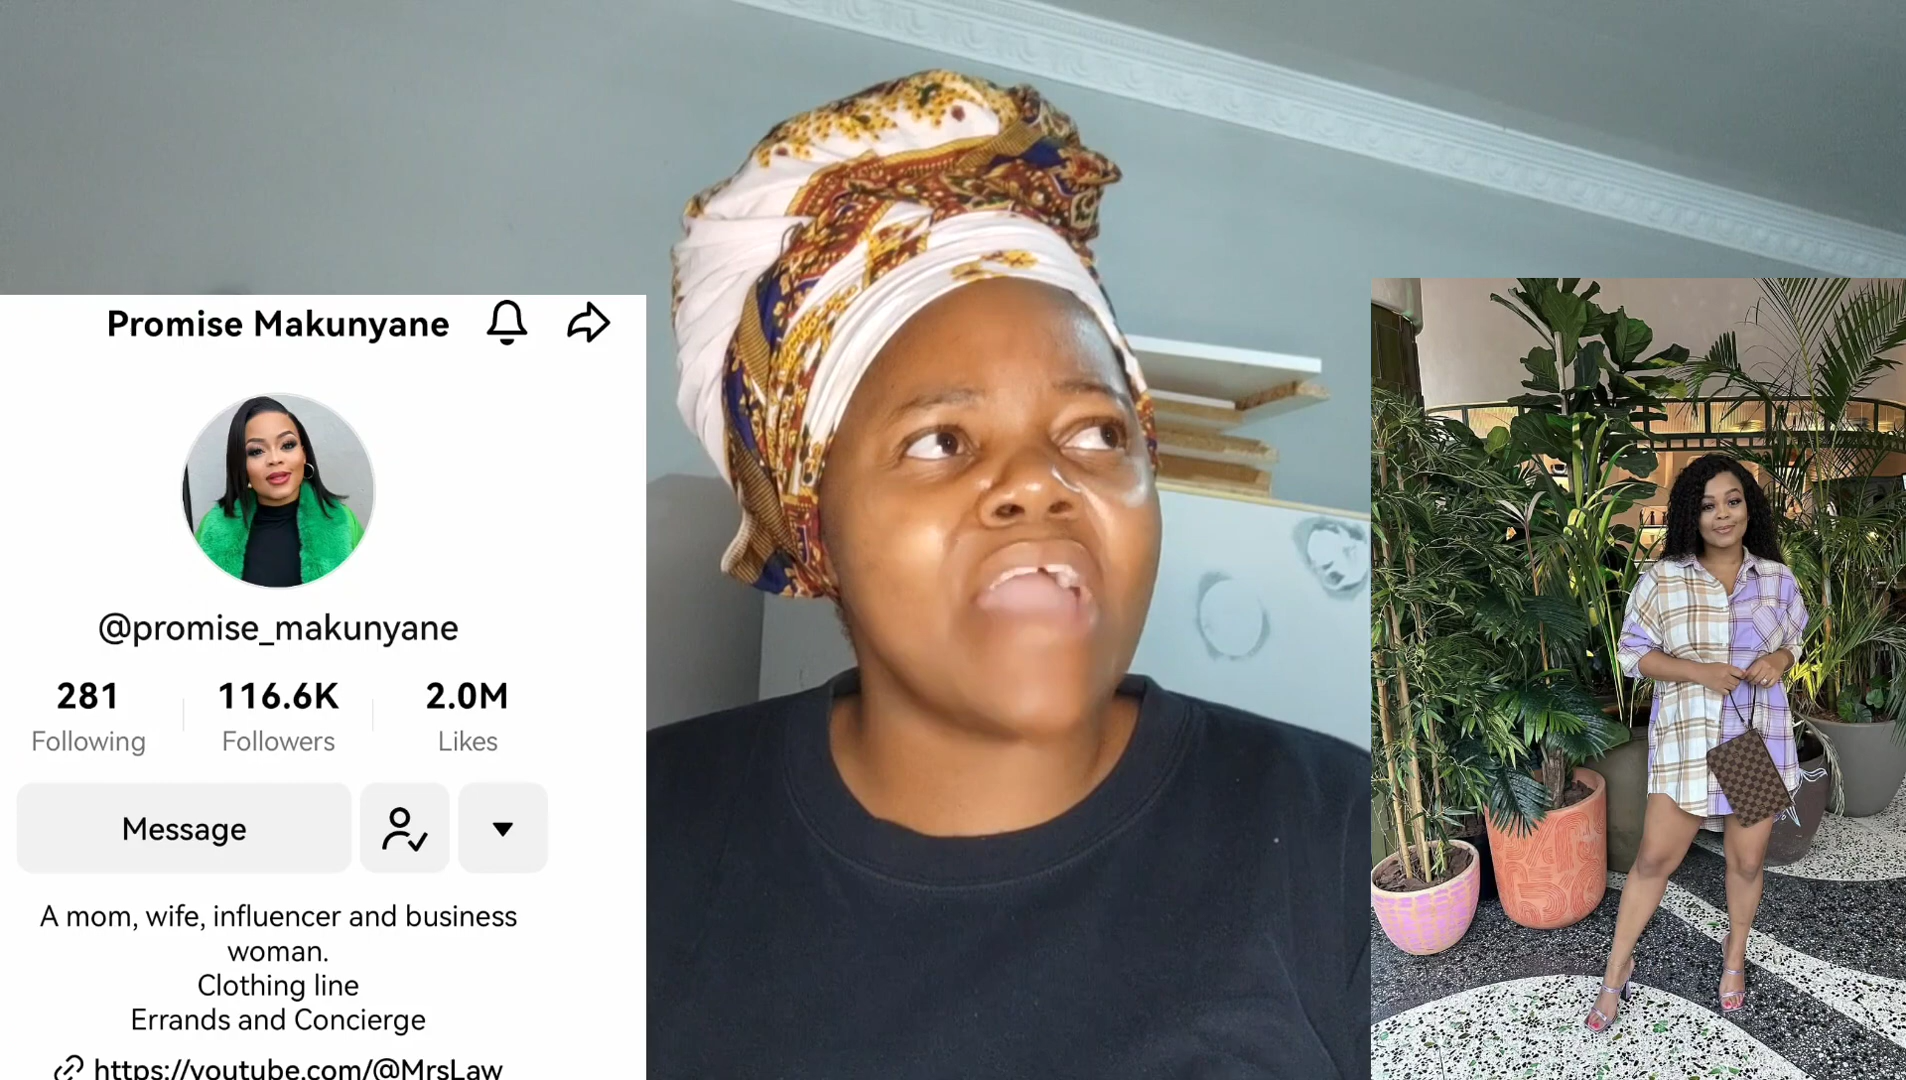 Promise Makunyane
@promise_makunyane
281 116.6K 2.0M
Following Followers Likes
Message
A mom, wife, influencer and business
woman.
Clothing line
Errands and Concierge
https://youtube.com/@MrsLaw